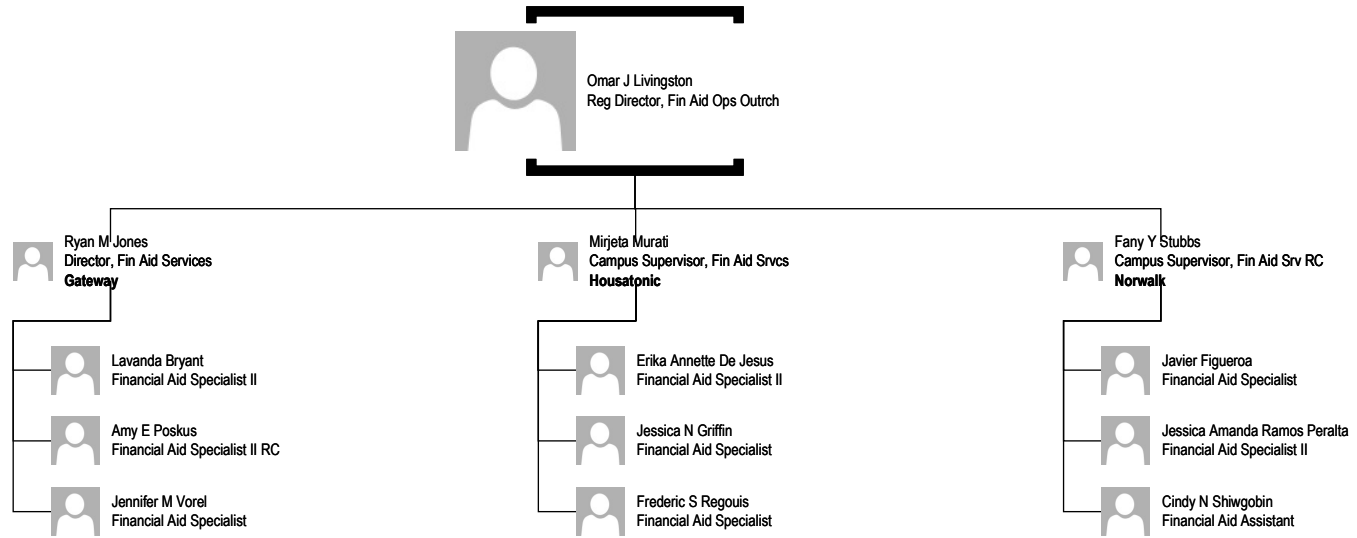 Omar J Livingston
Reg Director, Fin Aid Ops Outrch
Ryan M Jones
Director, Fin Aid Services
Gateway
Lavanda Bryant
Financial Aid Specialist II
Amy E Poskus
Financial Aid Specialist II RC
Jennifer M Vorel
Financial Aid Specialist
Mirjeta Murati
Campus Supervisor, Fin Aid Srvcs
Housatonic
Erika Annette De Jesus
Financial Aid Specialist II
Jessica N Griffin
Financial Aid Specialist
Frederic S Regouis
Financial Aid Specialist
Fany Y Stubbs
Campus Supervisor, Fin Aid Srv RC
Norwalk
Javier Figueroa
Financial Aid Specialist
Jessica Amanda Ramos Peralta
Financial Aid Specialist II
Cindy N Shiwgobin
Financial Aid Assistant